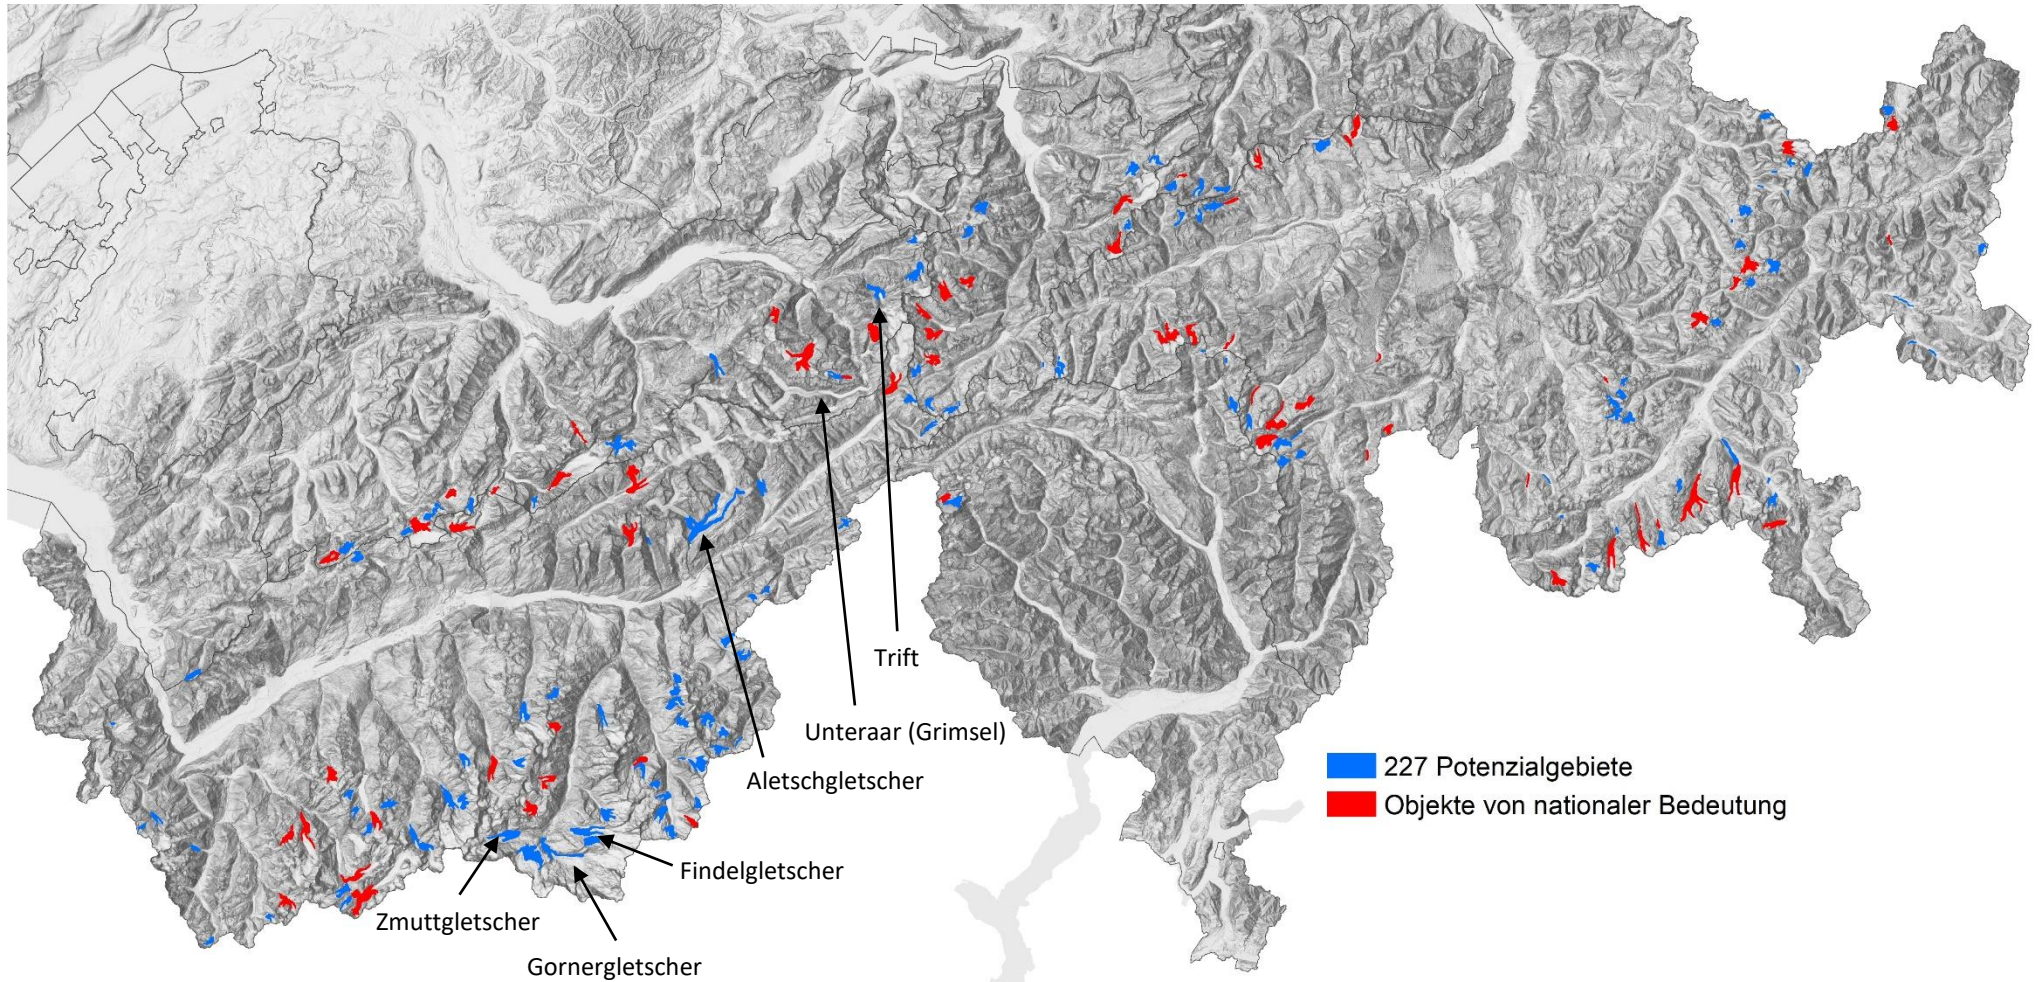 Trift
Unteraar (Grimsel)
Aletschgletscher
227 Potenzialgebiete
Objekte von nationaler Bedeutung
Findelgletscher
Zmuttgletscher
Gornergletscher